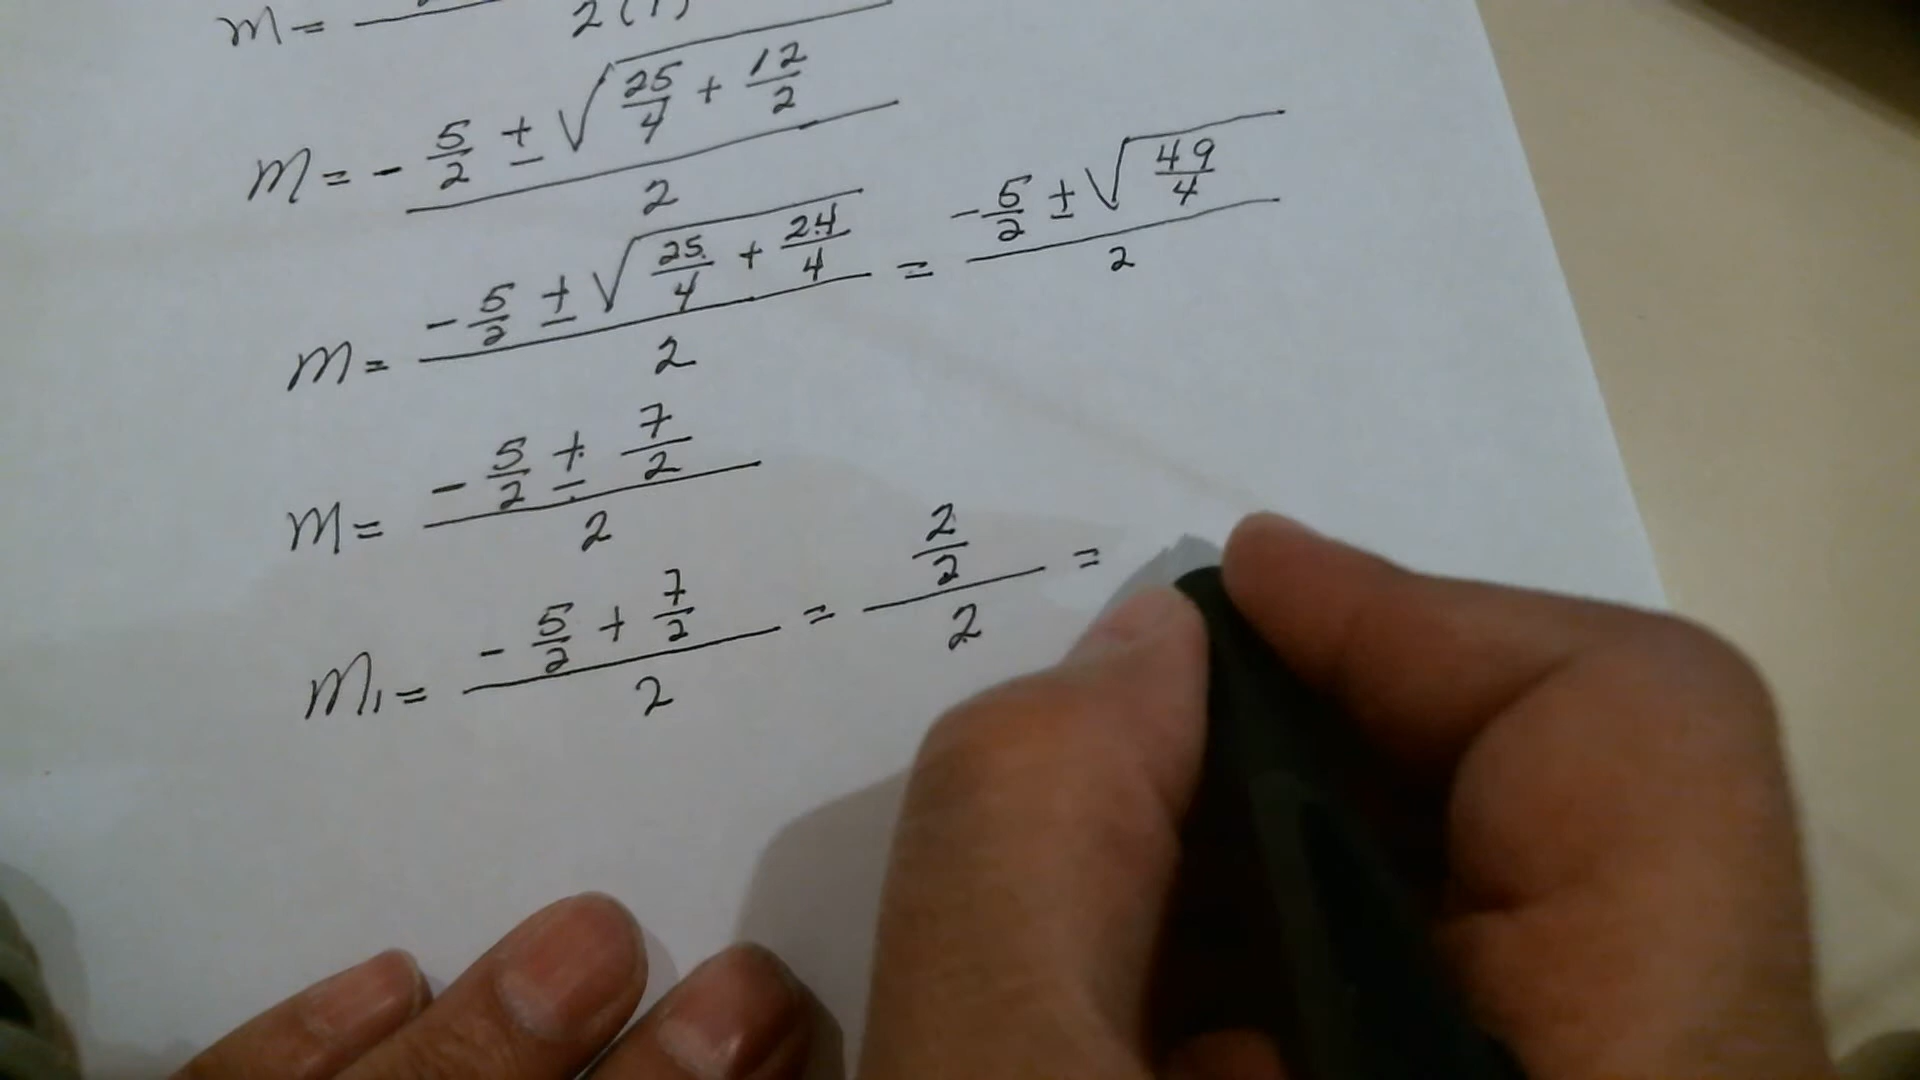 m = 2(1)
m = - 5/2 ± √(25/4 + 12/2) / 2
m = - 5/2 ± √(25/4 + 24/4) / 2 = - 5/2 ± √(49/4) / 2
m = - 5/2 ± 7/2 / 2
m₁ = - 5/2 + 7/2 / 2 = 2/2 / 2 =